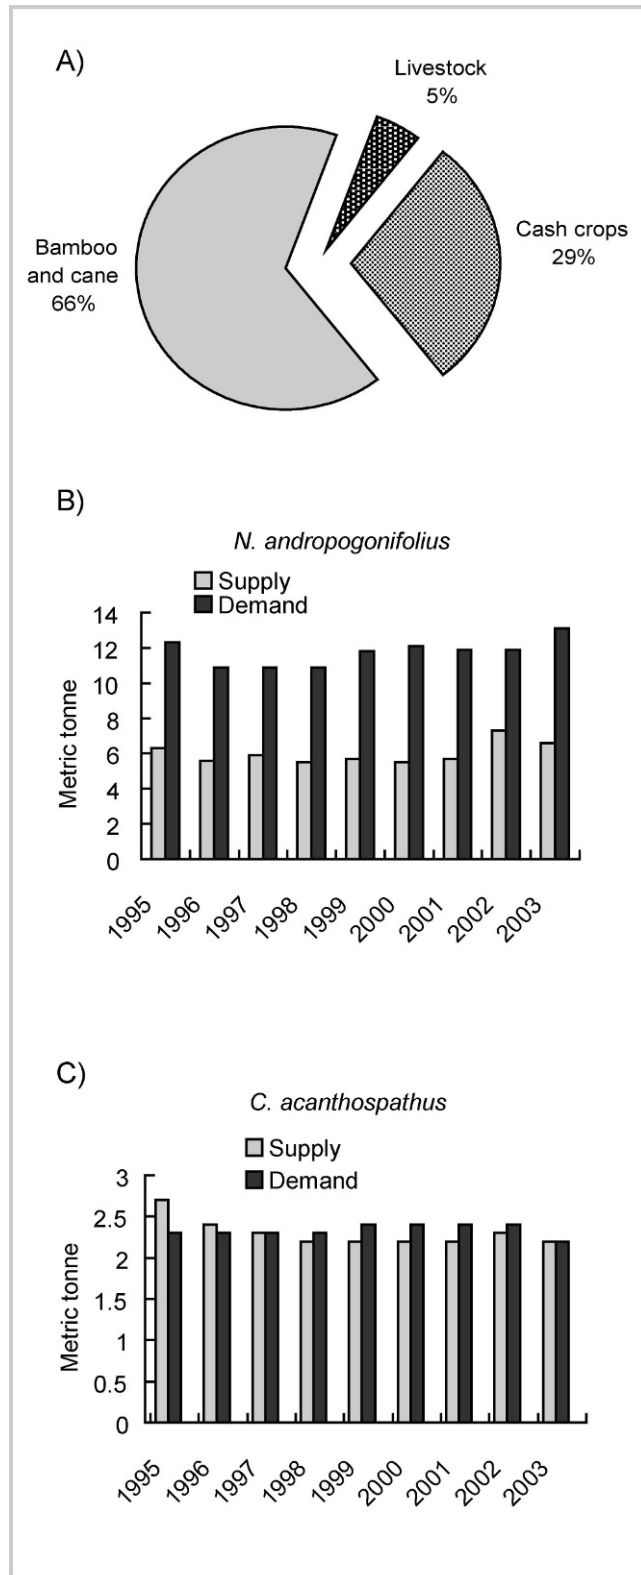 A)
Livestock
5%
Bamboo
and cane
66%
Cash crops
29%
B)
N. andropogonifolius
Supply
Demand
Metric tonne
14
12
10
8
6
4
2
0
1995
1996
1997
1998
1999
2000
2001
2002
2003
C)
C. acanthospathus
Supply
Demand
Metric tonne
3
2.5
2
1.5
1
0.5
0
1995
1996
1997
1998
1999
2000
2001
2002
2003